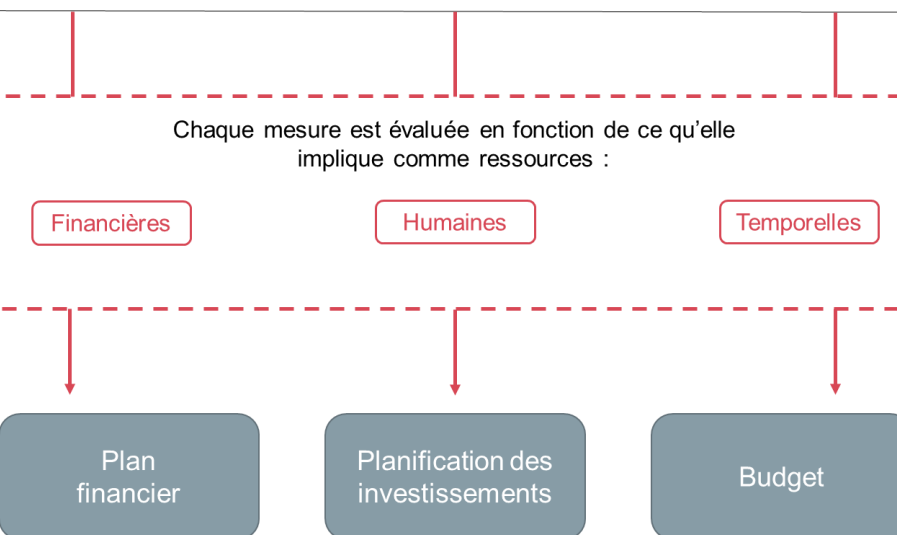 Chaque mesure est évaluée en fonction de ce qu'elle
implique comme ressources :
Financières
Humaines
Temporelles
Plan
financier
Planification des
investissements
Budget